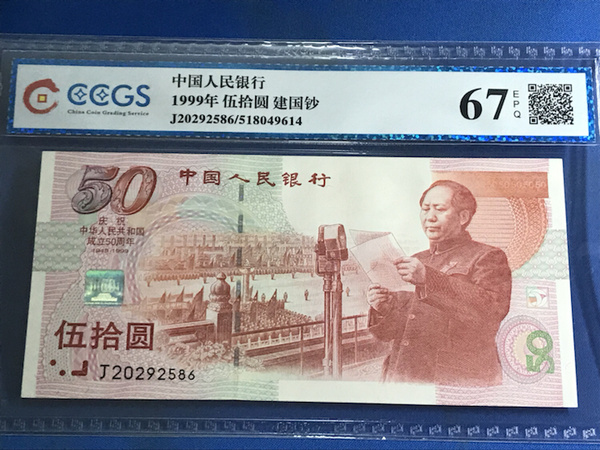 CCGS
China Coin Grading Service
中国人民银行
1999年 伍拾圆 建国钞
J20292586/518049614
67
EPQ
50
中国人民银行
庆祝
中华人民共和国
成立50周年
1949-1999
伍拾圆
J20292586
50